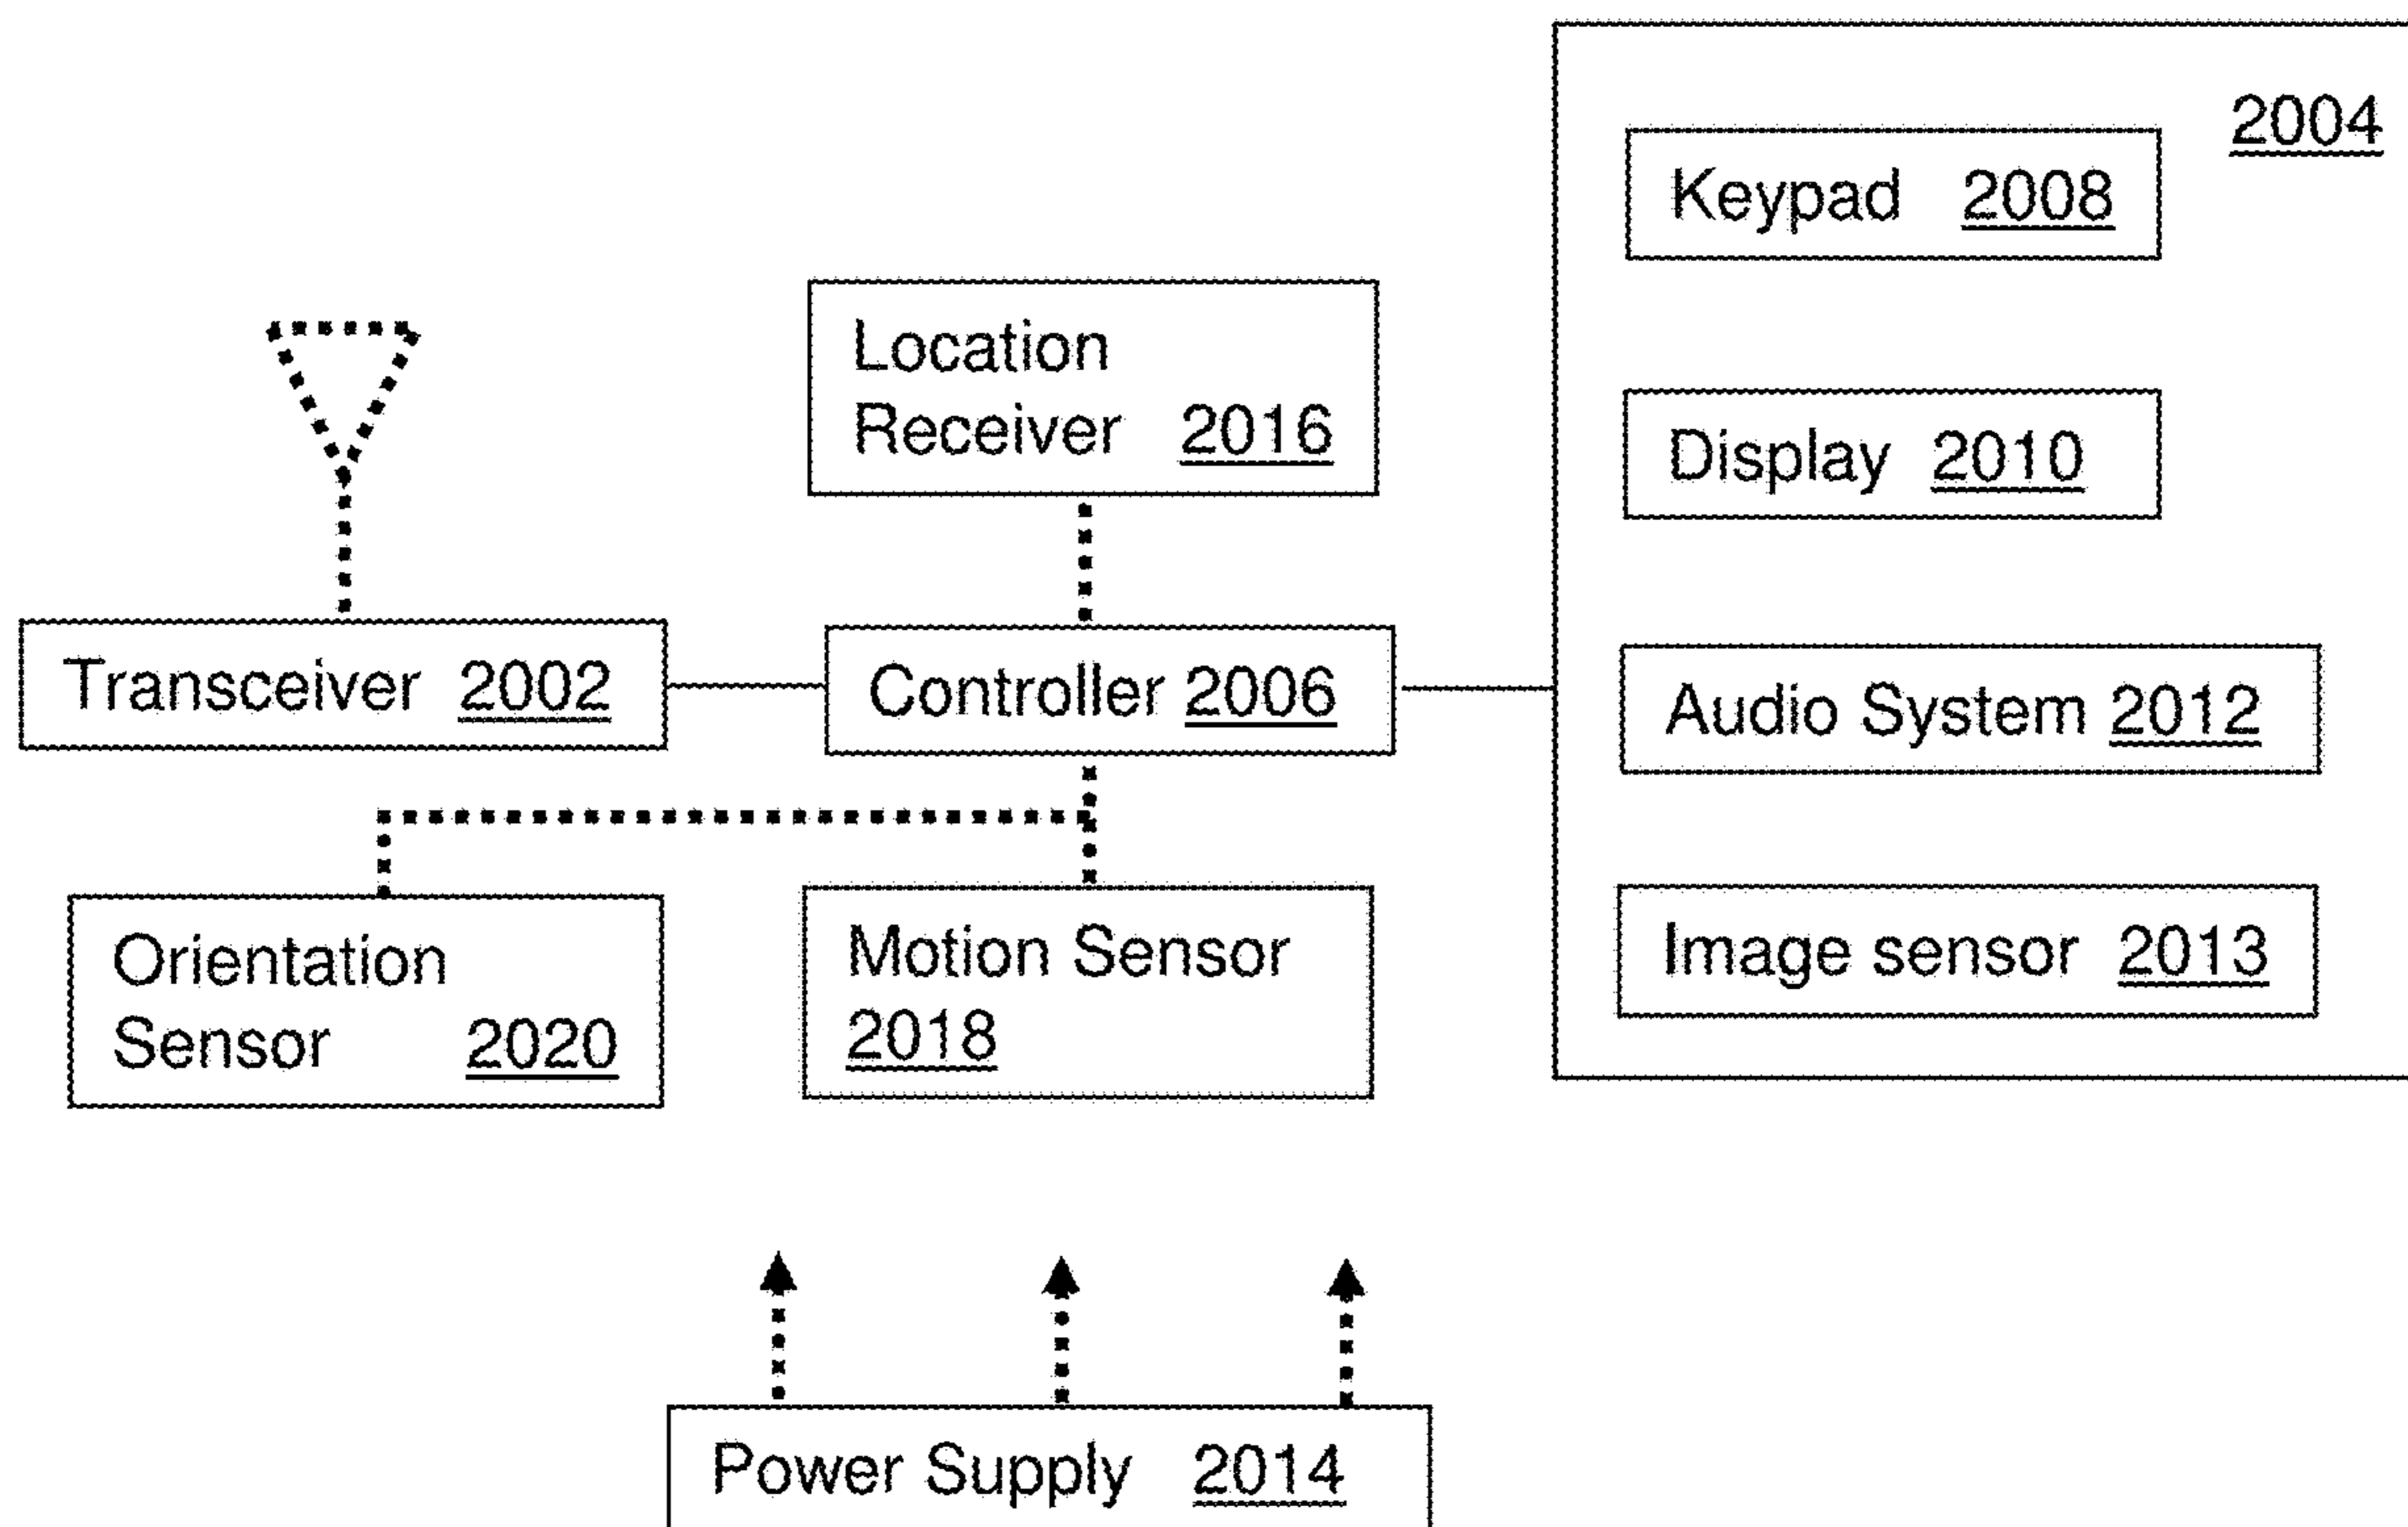 2004
Keypad 2008
Location
Receiver 2016
Display 2010
Transceiver 2002
Controller 2006
Audio System 2012
Orientation
Sensor 2020
Motion Sensor
2018
Image sensor 2013
Power Supply 2014